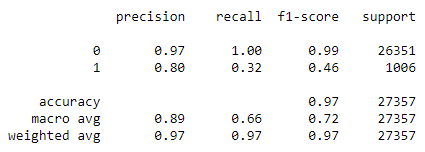 precision recall f1-score support
0 0.97 1.00 0.99 26351
1 0.80 0.32 0.46 1006
accuracy 0.97 27357
macro avg 0.89 0.66 0.72 27357
weighted avg 0.97 0.97 0.97 27357